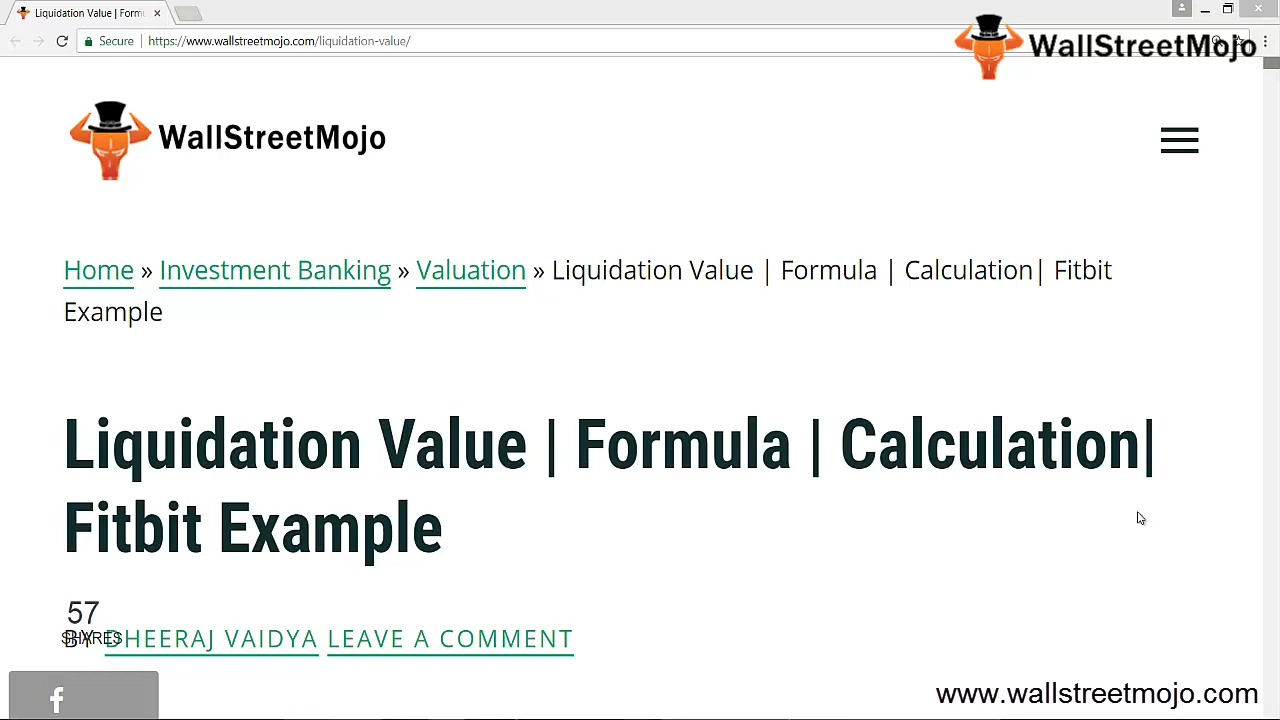 Liquidation Value | Form
Secure | https://www.wallstreetmojo.com/liquidation-value/
WallStreetMojo
WallStreetMojo
Home » Investment Banking » Valuation » Liquidation Value | Formula | Calculation| Fitbit
Example
Liquidation Value | Formula | Calculation|
Fitbit Example
57
SHARES
BY DHEERAJ VAIDYA LEAVE A COMMENT
f
www.wallstreetmojo.com